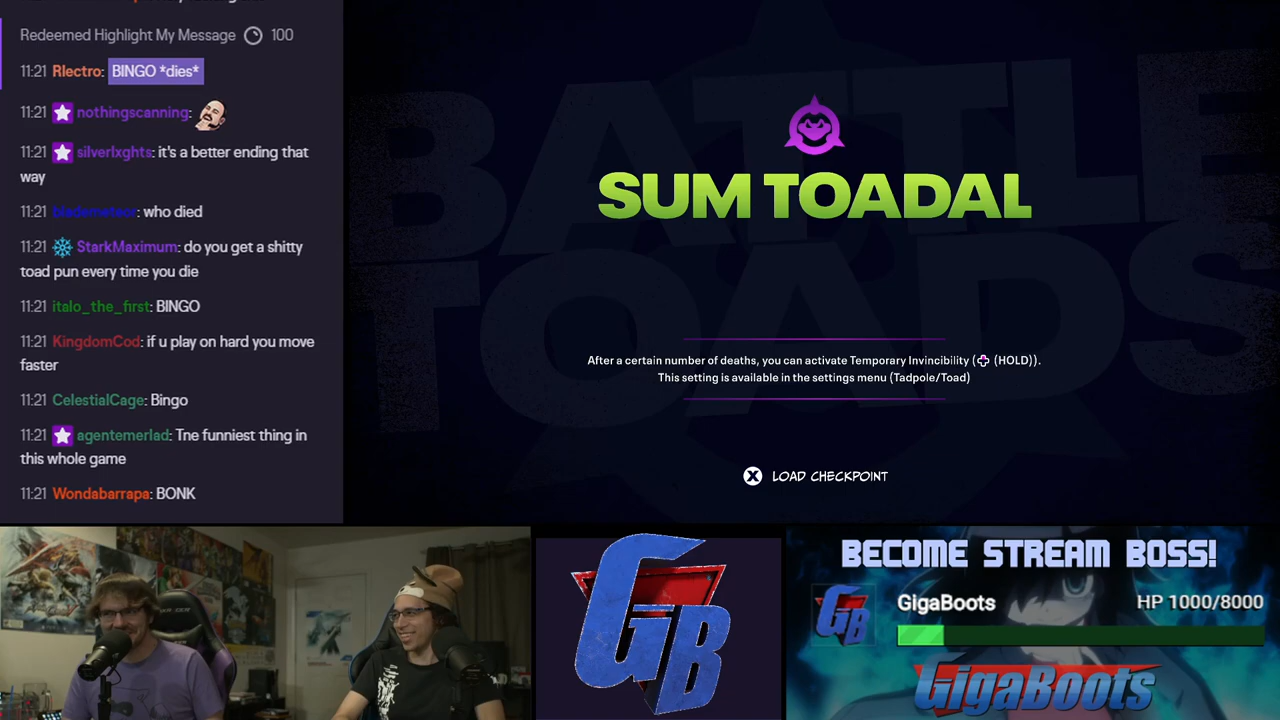 Redeemed Highlight My Message 100
11:21 Rlectro: BINGO *dies*
11:21 nothingscanning:
11:21 silverlxghts: it's a better ending that
way
11:21 blademeteor: who died
11:21 StarkMaximum: do you get a shitty
toad pun every time you die
11:21 italo_the_first: BINGO
11:21 KingdomCod: if u play on hard you move
faster
11:21 CelestialCage: Bingo
11:21 agentemerlad: Tne funniest thing in
this whole game
11:21 Wondabarrapa: BONK
BATTLE
TOADS
SUM TOADAL
After a certain number of deaths, you can activate Temporary Invincibility ( (HOLD)).
This setting is available in the settings menu (Tadpole/Toad)
X LOAD CHECKPOINT
GB
BECOME STREAM BOSS!
GB
GigaBoots HP 1000/8000
GIGABOOTS